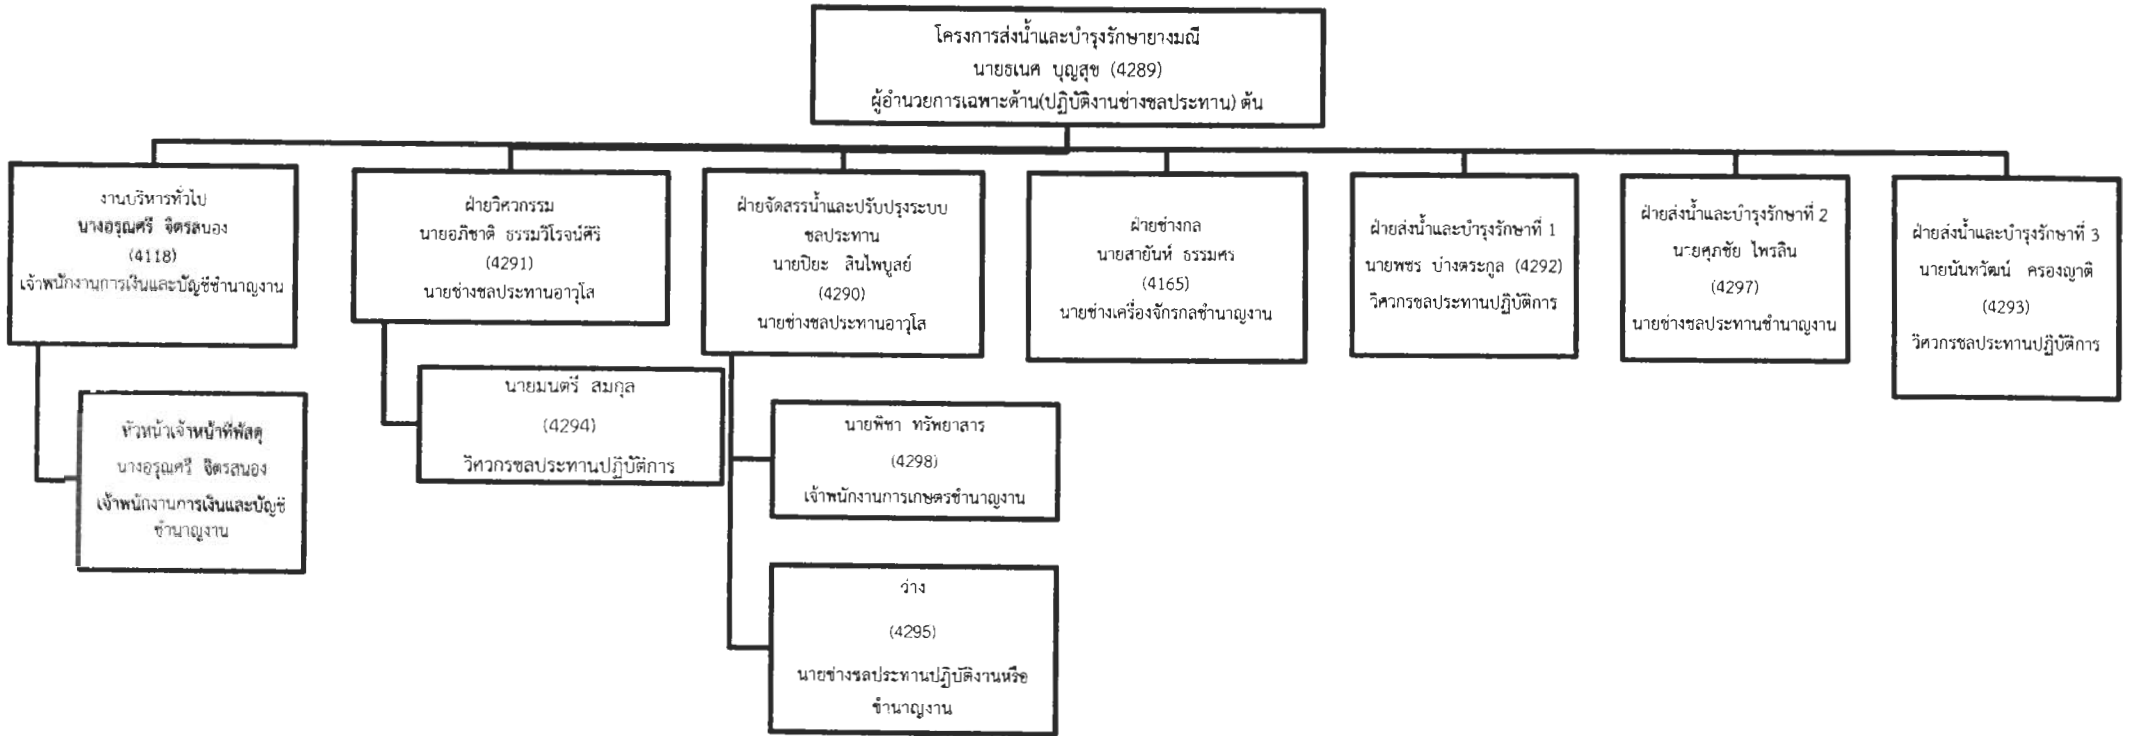 โครงการส่งน้ำและบำรุงรักษายางมณี
นายธเนศ บุญสุข (4289)
ผู้อำนวยการเฉพาะด้าน(ปฏิบัติงานช่างชลประทาน) ต้น
งานบริหารทั่วไป
นางอรุณศรี จิตรสนอง
(4118)
เจ้าพนักงานการเงินและบัญชีชำนาญงาน
หัวหน้าเจ้าหน้าที่พัสดุ
นางอรุณศรี จิตรสนอง
เจ้าพนักงานการเงินและบัญชี
ชำนาญงาน
ฝ่ายวิศวกรรม
นายอภิชาติ ธรรมวิโรจน์ศิริ
(4291)
นายช่างชลประทานอาวุโส
นายมนตรี สมกุล
(4294)
วิศวกรชลประทานปฏิบัติการ
ฝ่ายจัดสรรน้ำและปรับปรุงระบบ
ชลประทาน
นายปิยะ สินไพบูลย์
(4290)
นายช่างชลประทานอาวุโส
นายพิชา ทรัพยาสาร
(4298)
เจ้าพนักงานการเกษตรชำนาญงาน
ว่าง
(4295)
นายช่างชลประทานปฏิบัติงานหรือ
ชำนาญงาน
ฝ่ายช่างกล
นายสายันห์ ธรรมศร
(4165)
นายช่างเครื่องจักรกลชำนาญงาน
ฝ่ายส่งน้ำและบำรุงรักษาที่ 1
นายพชร บ่างตระกูล (4292)
วิศวกรชลประทานปฏิบัติการ
ฝ่ายส่งน้ำและบำรุงรักษาที่ 2
นายศุภชัย ไพรลิน
(4297)
นายช่างชลประทานชำนาญงาน
ฝ่ายส่งน้ำและบำรุงรักษาที่ 3
นายนันทวัฒน์ ครองญาติ
(4293)
วิศวกรชลประทานปฏิบัติการ